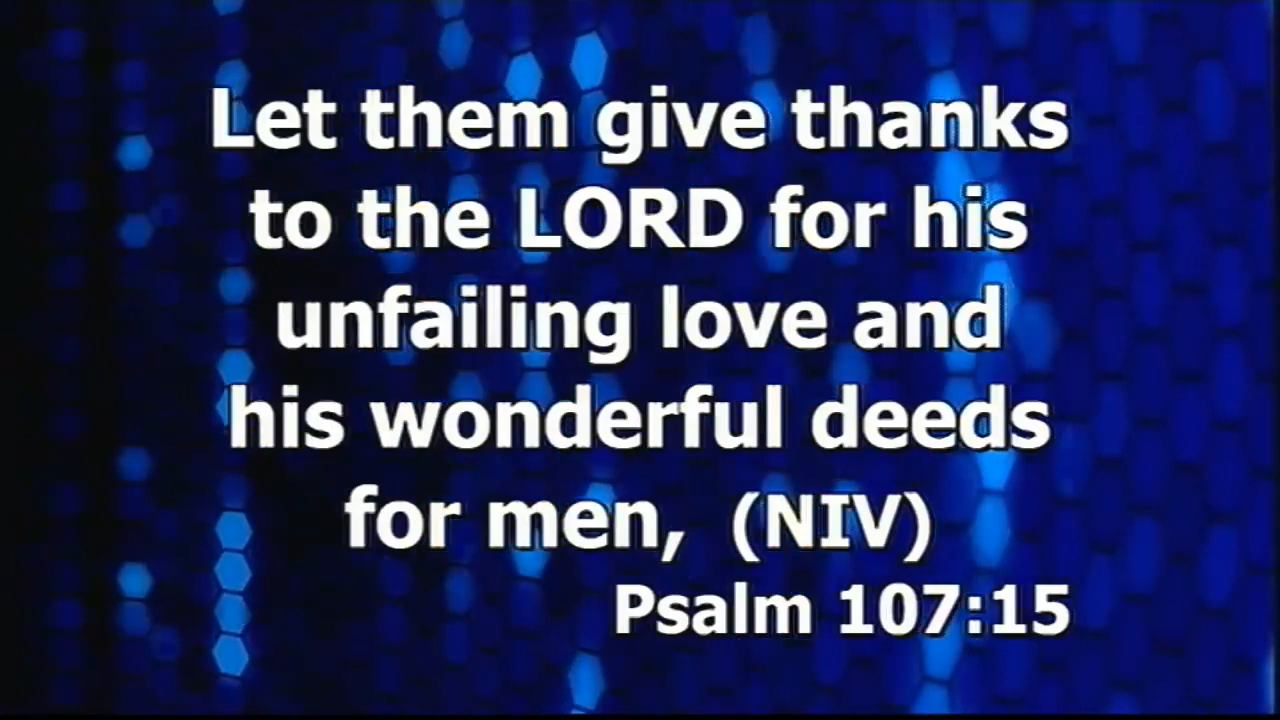 Let them give thanks
to the LORD for his
unfailing love and
his wonderful deeds
for men, (NIV)
Psalm 107:15